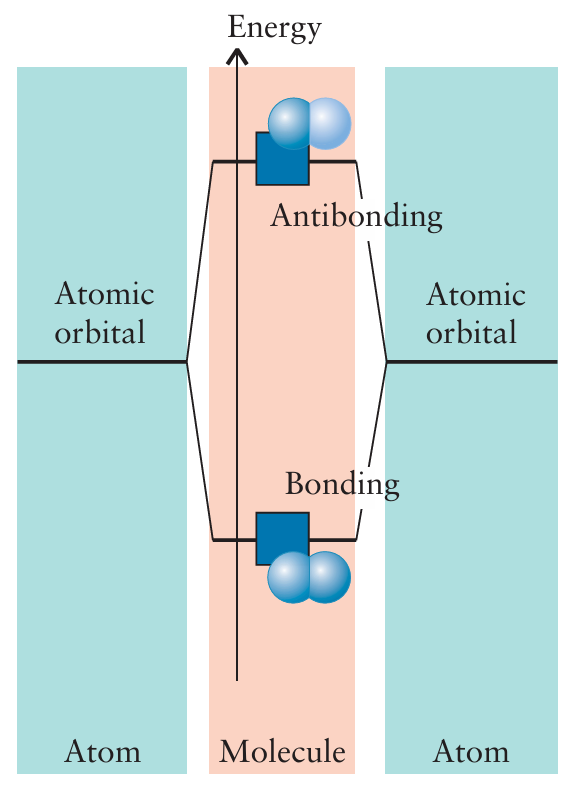 Energy
Antibonding
Atomic
orbital
Atomic
orbital
Bonding
Atom
Molecule
Atom